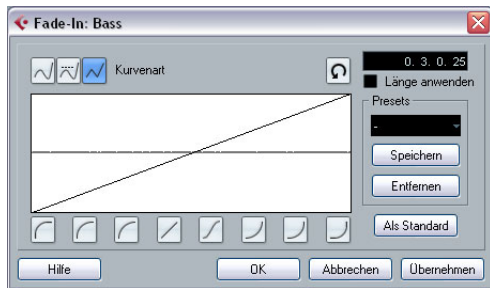 Fade-In: Bass
Kurvenart
0. 3. 0. 25
Länge anwenden
Presets
-
Speichern
Entfernen
Als Standard
Hilfe
OK
Abbrechen
Übernehmen